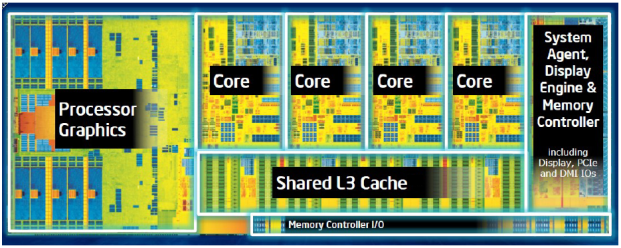 Processor
Graphics
Core
Core
Core
Core
System
Agent,
Display
Engine &
Memory
Controller
including
Display, PCIe
and DMI IOs
Shared L3 Cache
Memory Controller I/O